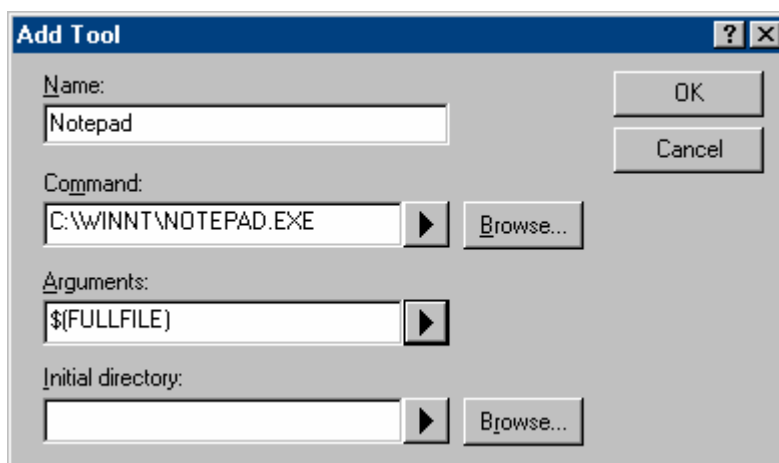 Add Tool
Name:
OK
Notepad
Cancel
Command:
C:\WINNT\NOTEPAD.EXE
Browse...
Arguments:
$(FULLFILE)
Initial directory:
Browse...